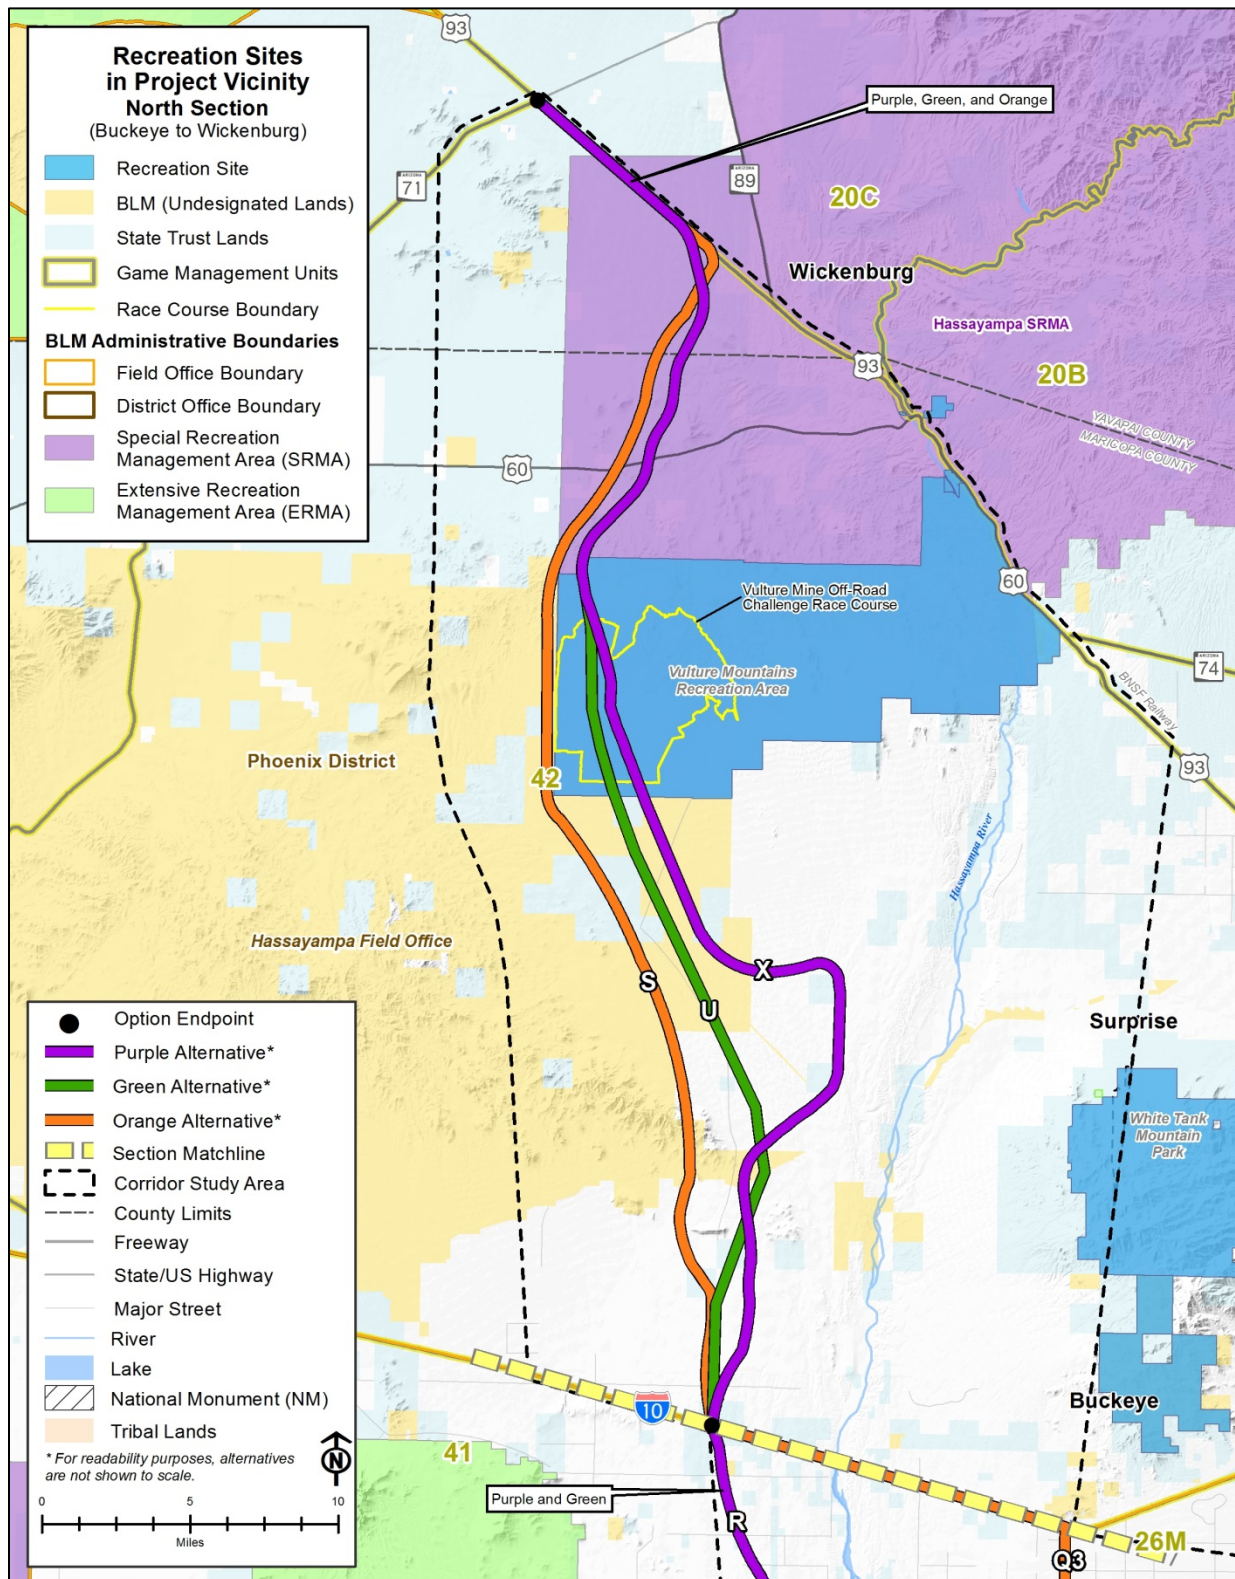 Recreation Sites
in Project Vicinity
North Section
(Buckeye to Wickenburg)
Recreation Site
BLM (Undesignated Lands)
State Trust Lands
Game Management Units
Race Course Boundary
BLM Administrative Boundaries
Field Office Boundary
District Office Boundary
Special Recreation
Management Area (SRMA)
Extensive Recreation
Management Area (ERMA)
93
Purple, Green, and Orange
ARIZONA
71
ARIZONA
89
20C
Wickenburg
Hassayampa SRMA
93
20B
YAVAPAI COUNTY
MARICOPA COUNTY
60
60
Vulture Mine Off-Road
Challenge Race Course
Vulture Mountains
Recreation Area
ARIZONA
74
BNSF Railway
93
Phoenix District
42
Hassayampa River
Hassayampa Field Office
S
X
U
Surprise
White Tank
Mountain
Park
Buckeye
10
41
Purple and Green
R
26M
Q3
Option Endpoint
Purple Alternative*
Green Alternative*
Orange Alternative*
Section Matchline
Corridor Study Area
County Limits
Freeway
State/US Highway
Major Street
River
Lake
National Monument (NM)
Tribal Lands
* For readability purposes, alternatives
are not shown to scale.
N
0 5 10
Miles